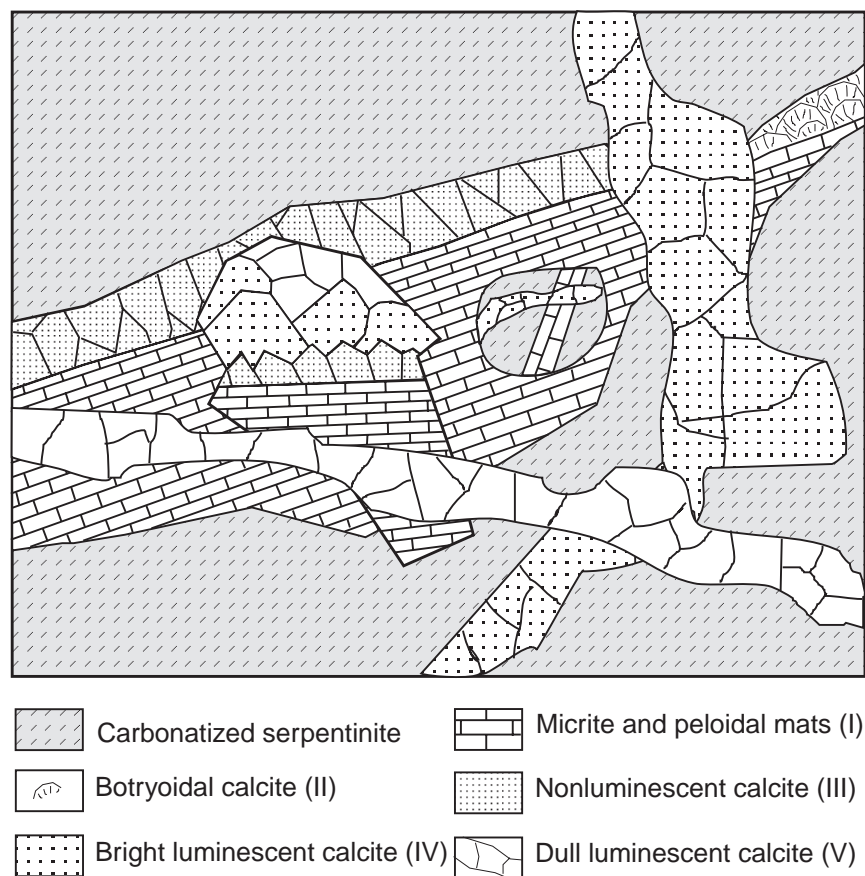 Carbonatized serpentinite
Micrite and peloidal mats (I)
Botryoidal calcite (II)
Nonluminescent calcite (III)
Bright luminescent calcite (IV)
Dull luminescent calcite (V)